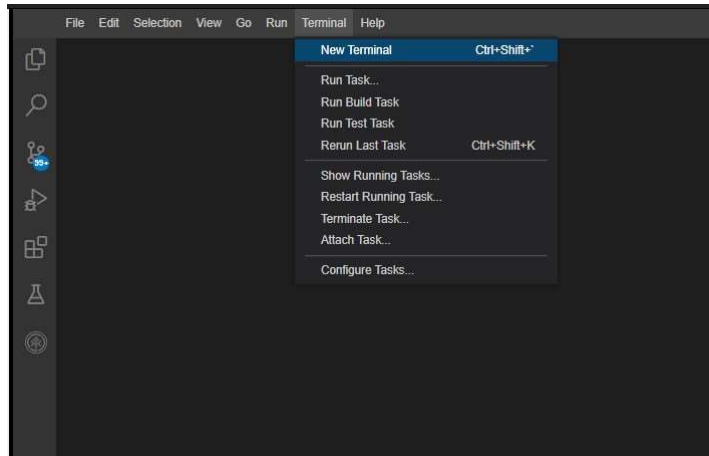 File Edit Selection View Go Run Terminal Help
New Terminal Ctrl+Shift+`
Run Task...
Run Build Task
Run Test Task
Rerun Last Task Ctrl+Shift+K
Show Running Tasks...
Restart Running Task...
Terminate Task...
Attach Task...
Configure Tasks...
99+